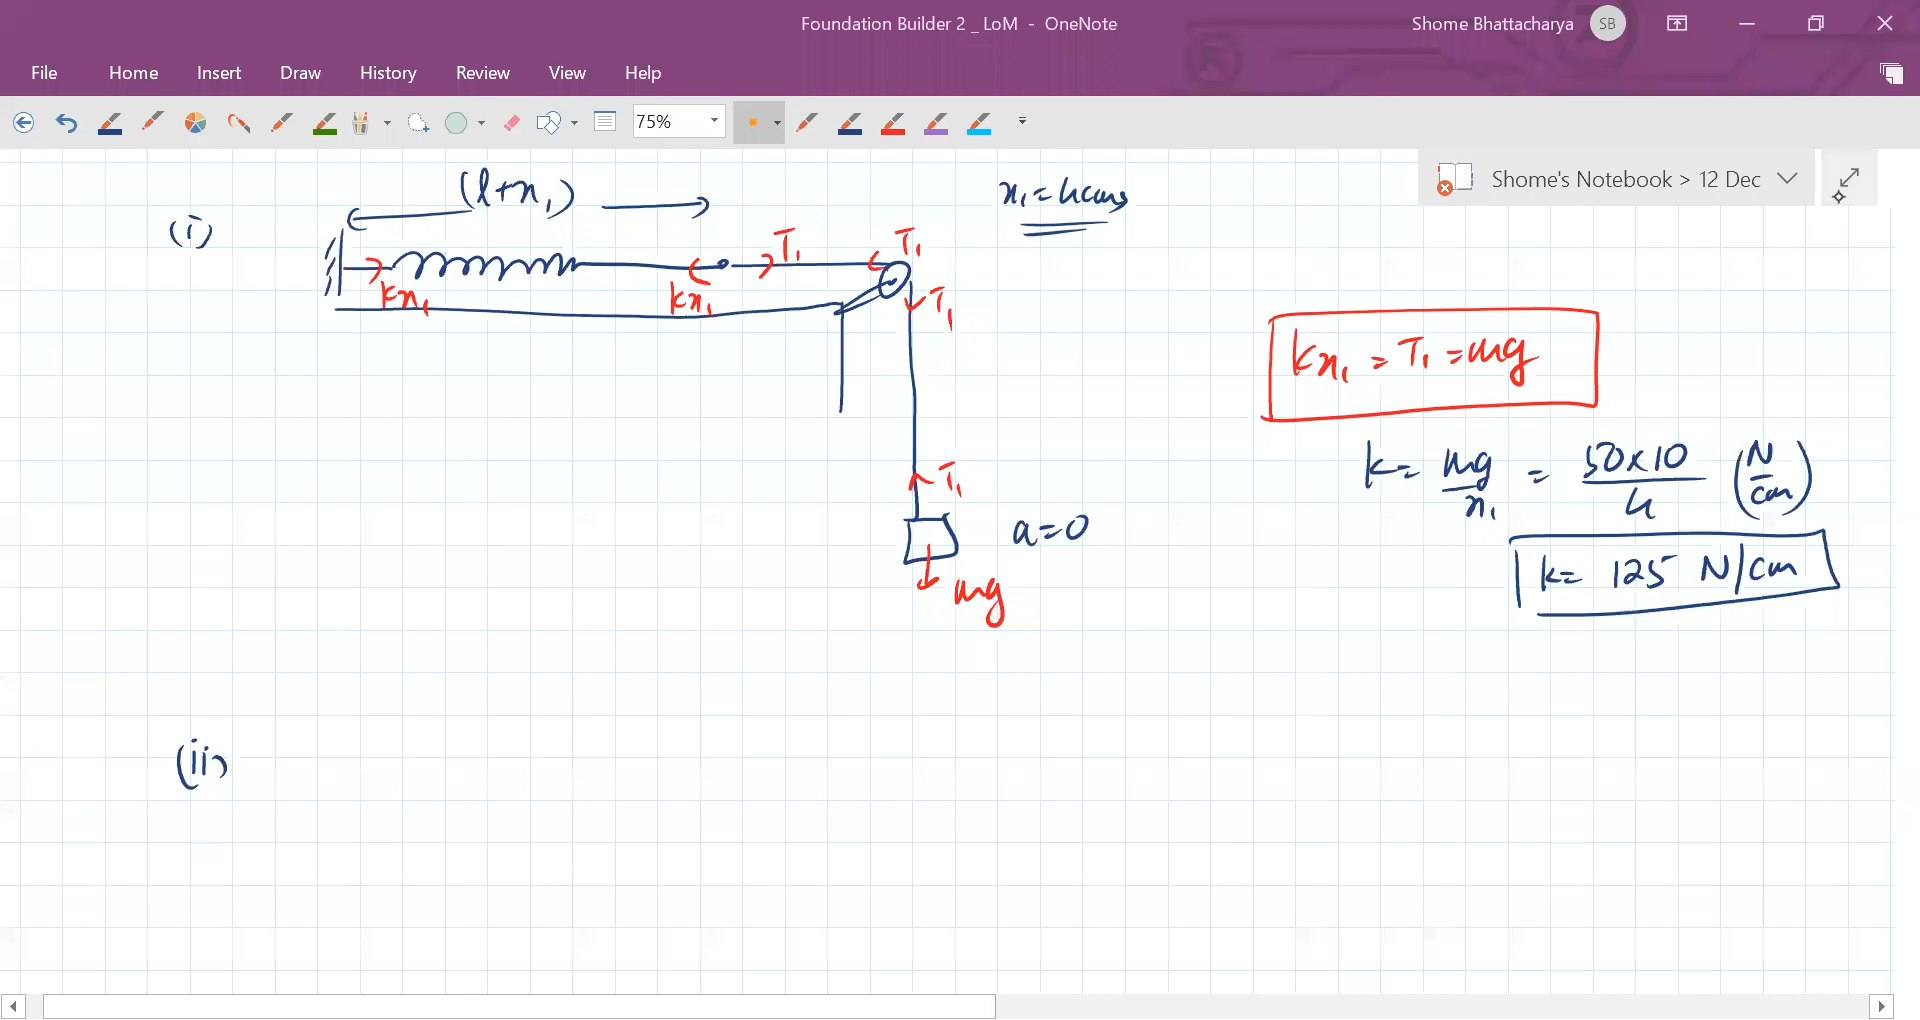 Foundation Builder 2 _ LoM - OneNote
Shome Bhattacharya SB
File Home Insert Draw History Review View Help
75%
Shome's Notebook > 12 Dec
(i)
(l+x₁)
x₁ = 4cms
T₁
T₁
kx₁
kx₁
T₁
kx₁ = T₁ = mg
k = mg/x₁ = 50×10/4 (N/cm)
T₁
a=0
k= 125 N/cm
mg
(ii)